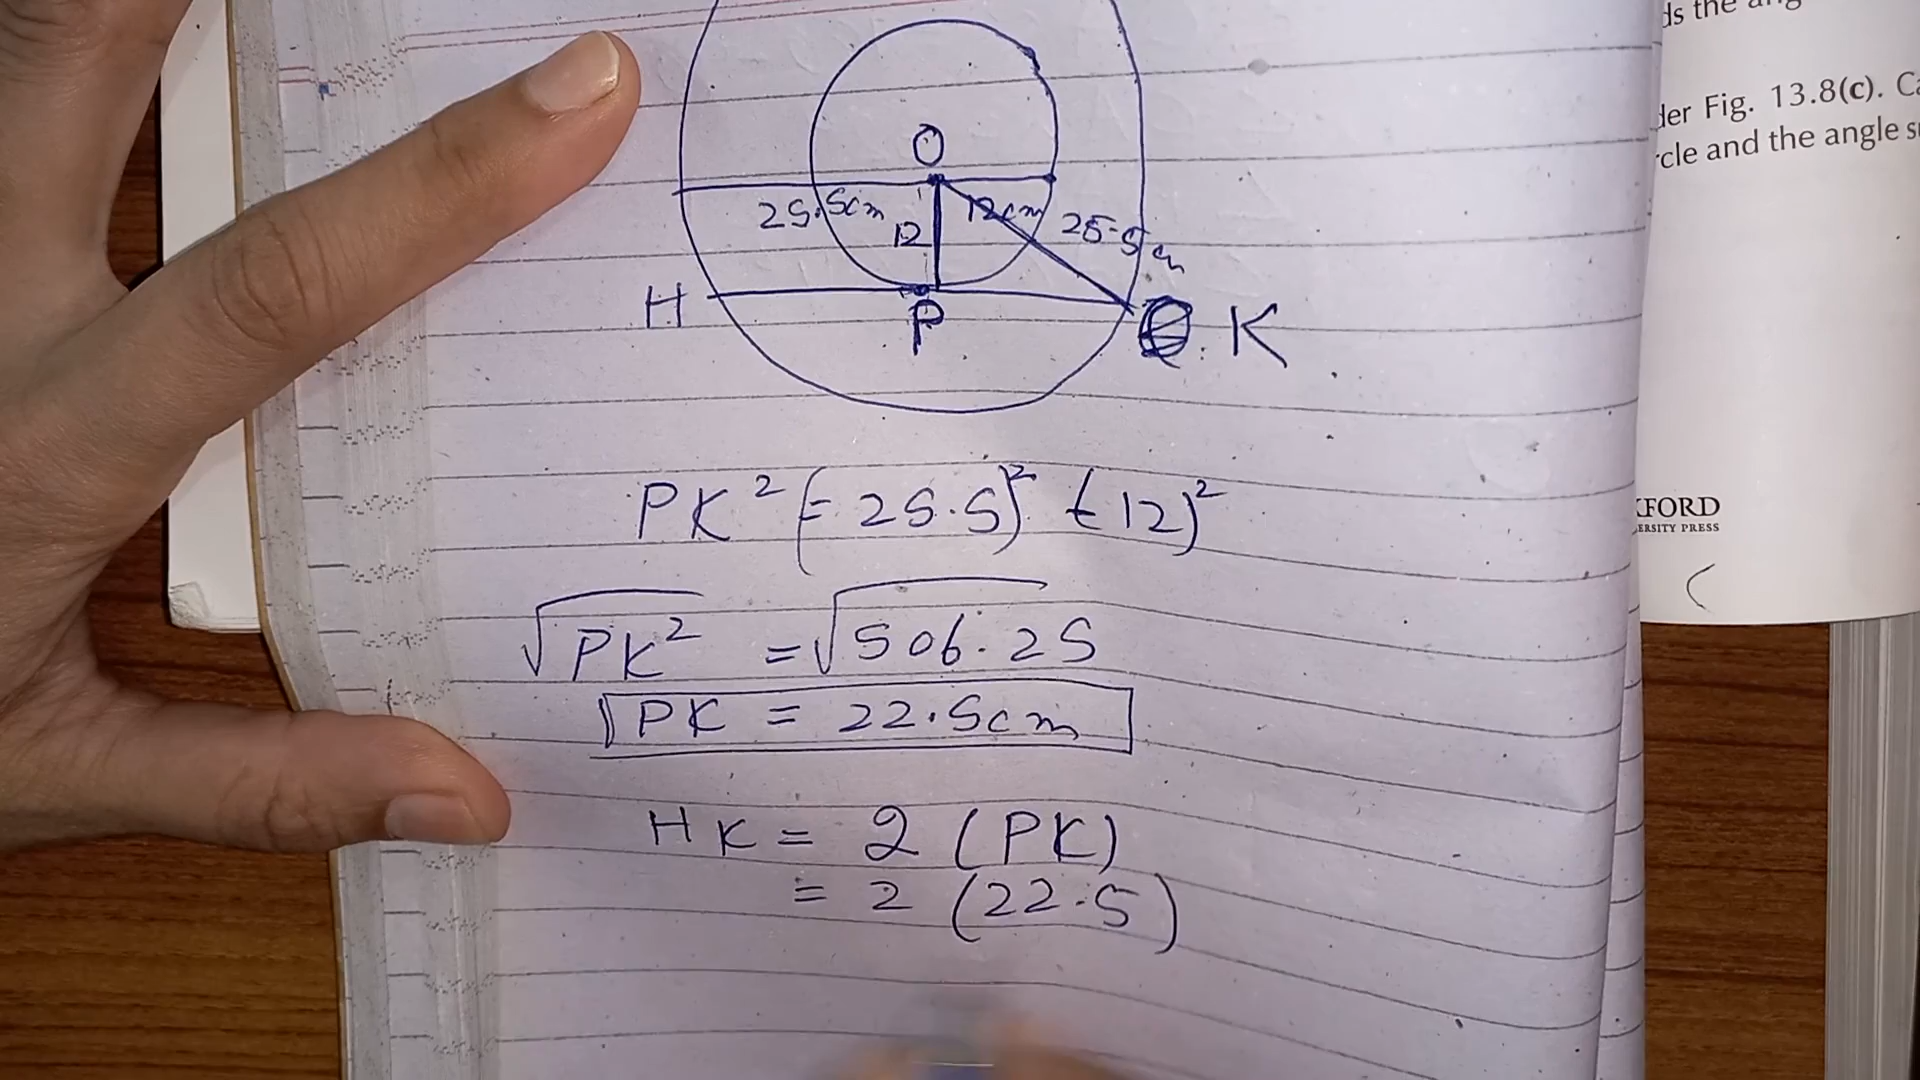 O
25.5cm
12
12cm
25.5cm
H
P
K
PK² = (25.5)² - (12)²
√PK² = √506.25
PK = 22.5cm
HK = 2 (PK)
= 2 (22.5)
ds the
der Fig. 13.8(c).
rcle and the angle
XFORD
ERSITY PRESS